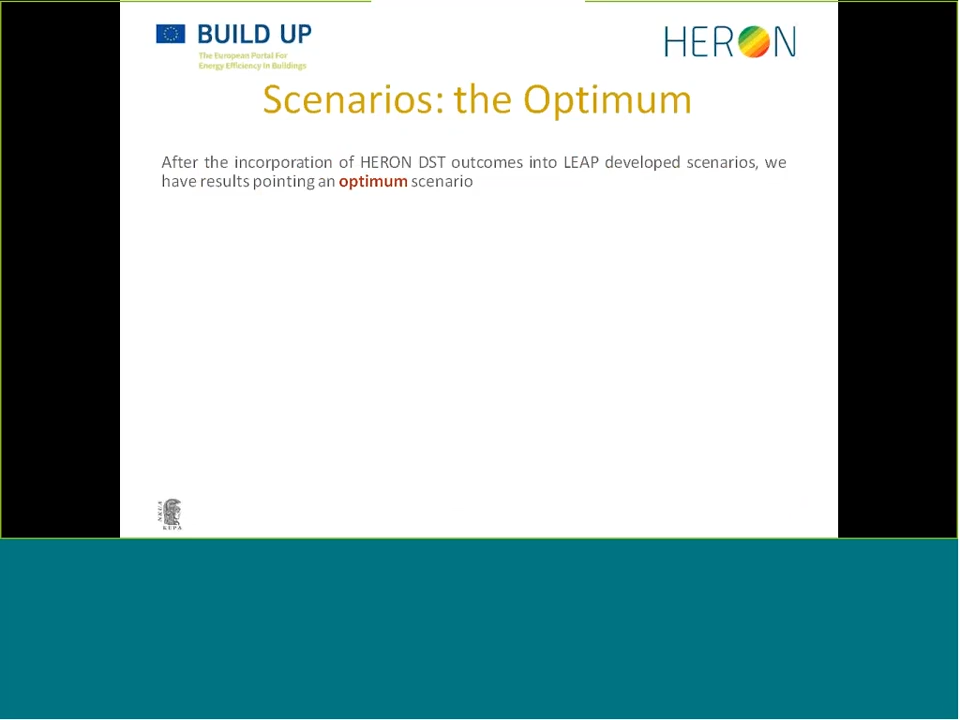 BUILD UP
The European Portal For
Energy Efficiency In Buildings
HERON
Scenarios: the Optimum
After the incorporation of HERON DST outcomes into LEAP developed scenarios, we
have results pointing an optimum scenario
KEPA